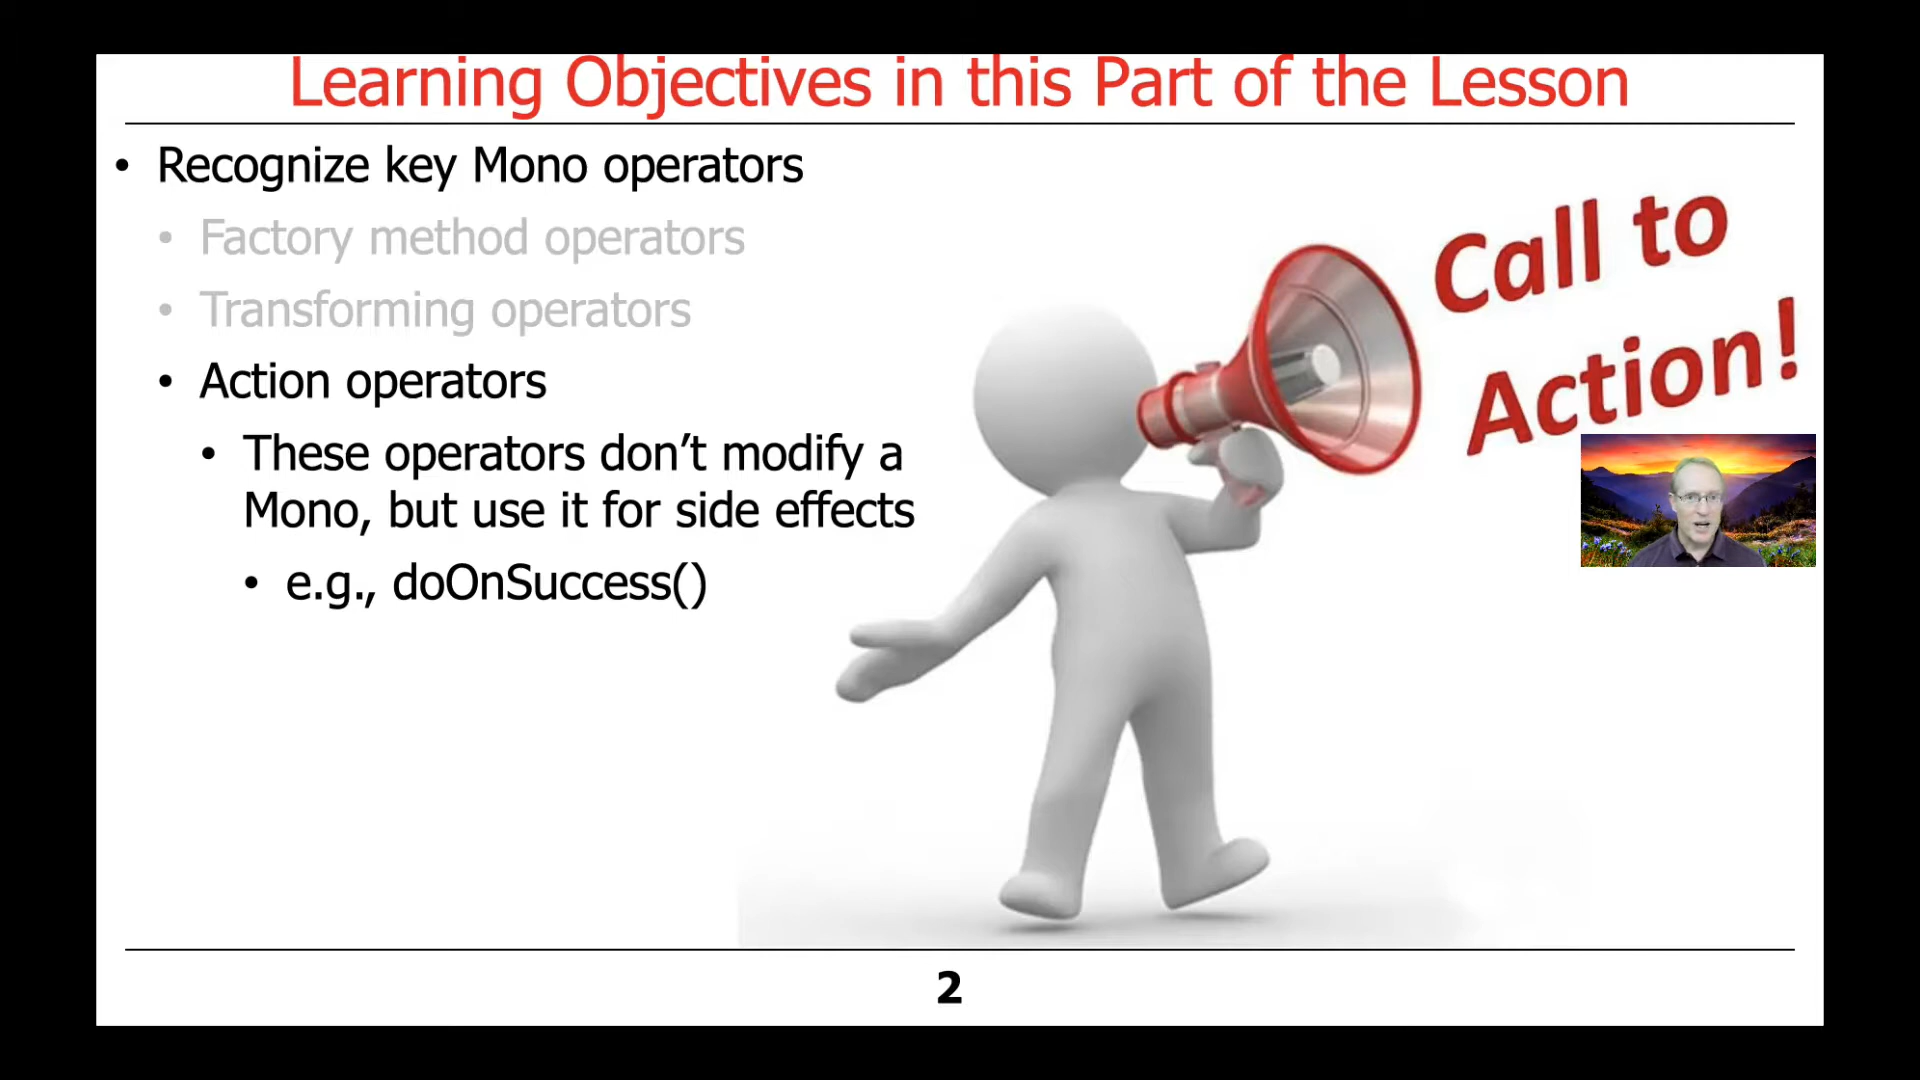 Learning Objectives in this Part of the Lesson
• Recognize key Mono operators
• Factory method operators
• Transforming operators
• Action operators
• These operators don’t modify a
Mono, but use it for side effects
• e.g., doOnSuccess()
Call to
Action!
2